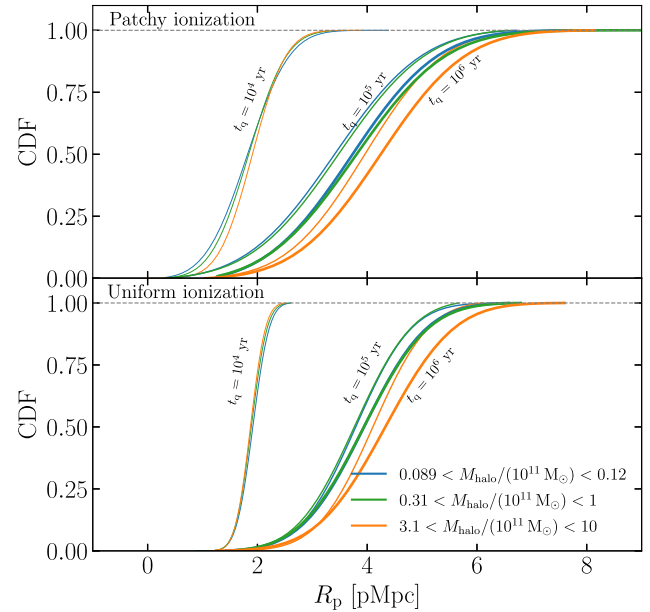 Patchy ionization
1.00
0.75
0.50
0.25
0.00
CDF
t_q = 10^4 yr
t_q = 10^5 yr
t_q = 10^6 yr
Uniform ionization
1.00
0.75
0.50
0.25
0.00
CDF
t_q = 10^4 yr
t_q = 10^5 yr
t_q = 10^6 yr
0.089 < M_halo/(10^11 M_⊙) < 0.12
0.31 < M_halo/(10^11 M_⊙) < 1
3.1 < M_halo/(10^11 M_⊙) < 10
0 2 4 6 8
R_p [pMpc]